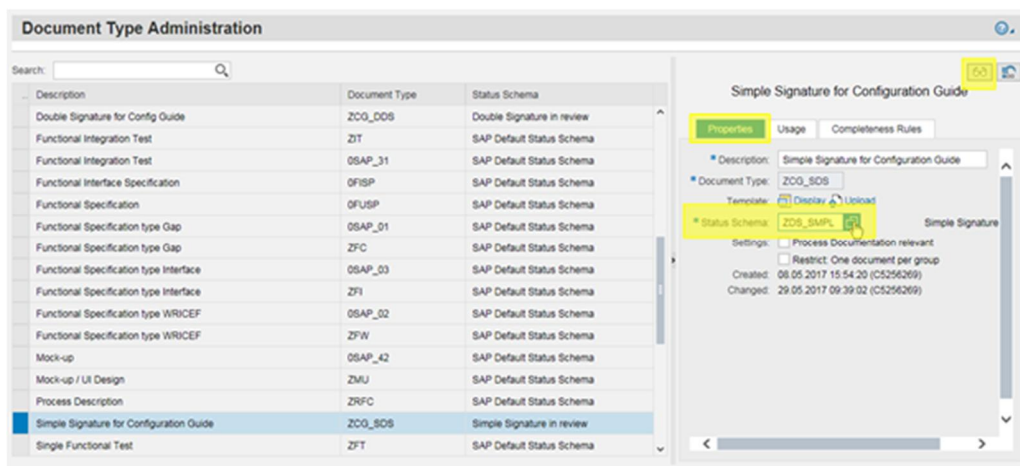 Document Type Administration
Search:
.. Description Document Type Status Schema
Double Signature for Config Guide ZCG_DDS Double Signature in review
Functional Integration Test ZIT SAP Default Status Schema
Functional Integration Test 0SAP_31 SAP Default Status Schema
Functional Interface Specification 0FISP SAP Default Status Schema
Functional Specification 0FUSP SAP Default Status Schema
Functional Specification type Gap 0SAP_01 SAP Default Status Schema
Functional Specification type Gap ZFC SAP Default Status Schema
Functional Specification type Interface 0SAP_03 SAP Default Status Schema
Functional Specification type Interface ZFI SAP Default Status Schema
Functional Specification type WRICEF 0SAP_02 SAP Default Status Schema
Functional Specification type WRICEF ZFW SAP Default Status Schema
Mock-up 0SAP_42 SAP Default Status Schema
Mock-up / UI Design ZMU SAP Default Status Schema
Process Description ZRFC SAP Default Status Schema
Simple Signature for Configuration Guide ZCG_SDS Simple Signature in review
Single Functional Test ZFT SAP Default Status Schema
Simple Signature for Configuration Guide
Properties Usage Completeness Rules
* Description: Simple Signature for Configuration Guide
* Document Type: ZCG_SDS
Template: Display Upload
* Status Schema: ZDS_SMPL Simple Signature
Settings: Process Documentation relevant
Restrict: One document per group
Created: 08.05.2017 15:54:20 (C5256269)
Changed: 29.05.2017 09:39:02 (C5256269)